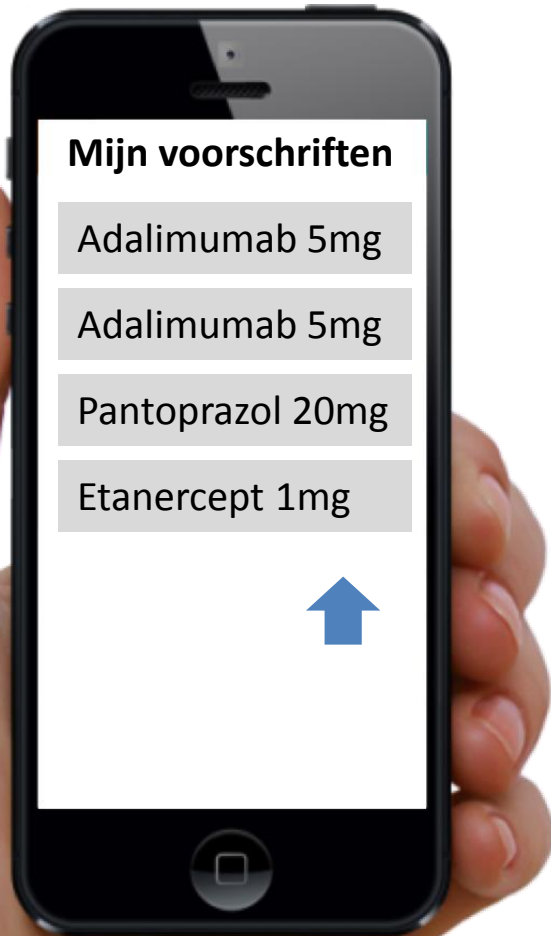 Mijn voorschriften
Adalimumab 5mg
Adalimumab 5mg
Pantoprazol 20mg
Etanercept 1mg